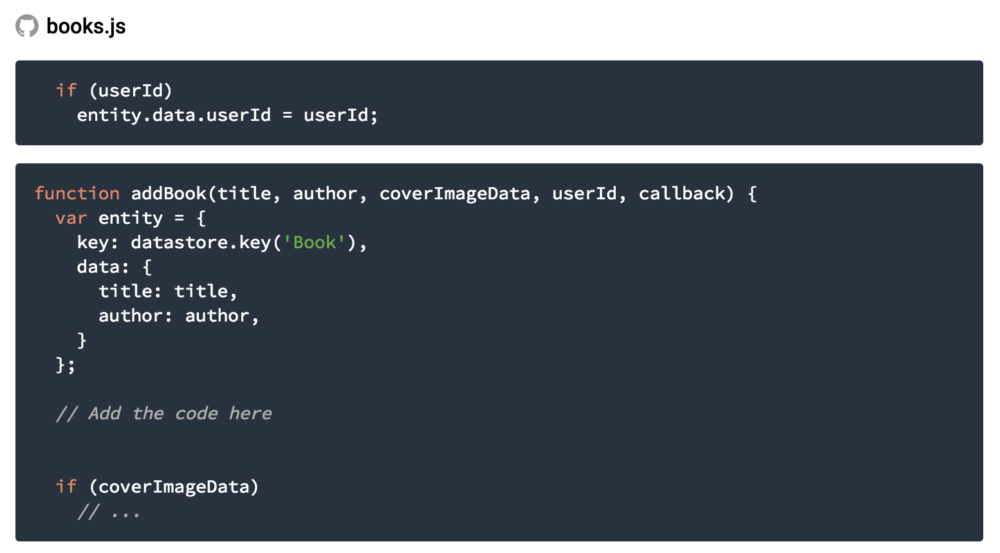 books.js
if (userId)
entity.data.userId = userId;
function addBook(title, author, coverImageData, userId, callback) {
var entity = {
key: datastore.key('Book'),
data: {
title: title,
author: author,
}
};
// Add the code here
if (coverImageData)
// ...